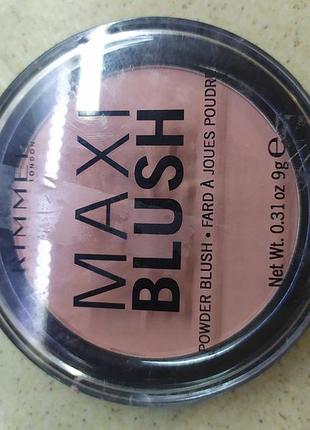 RIMMEL
LONDON
MAXI
BLUSH
POWDER BLUSH • FARD À JOUES POUDRE
Net Wt. 0.31 oz 9g ℮